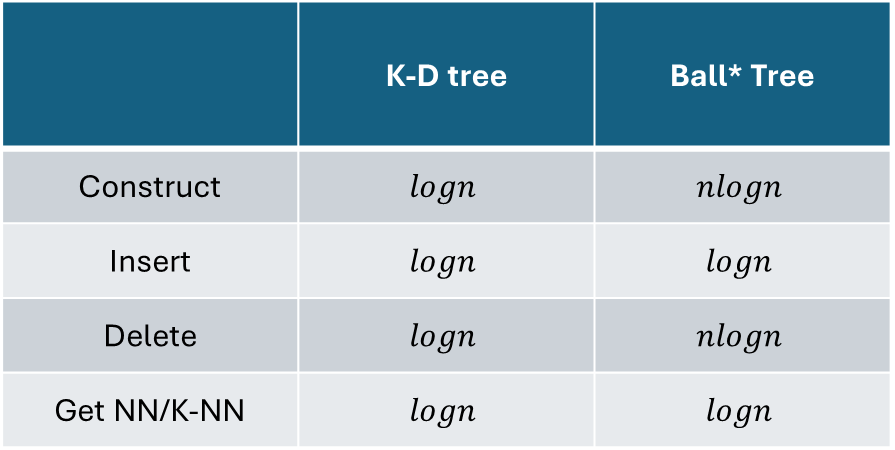 K-D tree Ball* Tree
Construct logn nlogn
Insert logn logn
Delete logn nlogn
Get NN/K-NN logn logn